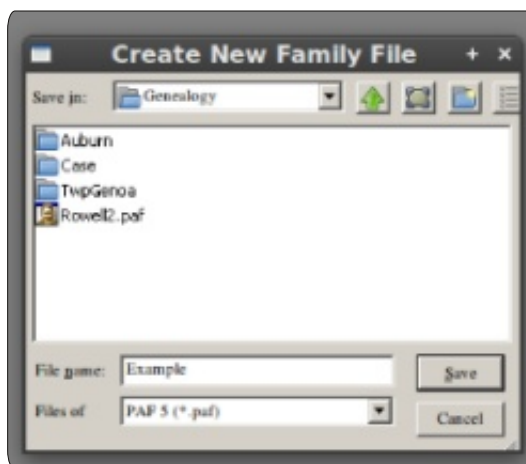 Create New Family File
Save in: Genealogy
Auburn
Case
TwpGenoa
Rowell2.paf
File name: Example
Save
Files of PAF 5 (*.paf)
Cancel